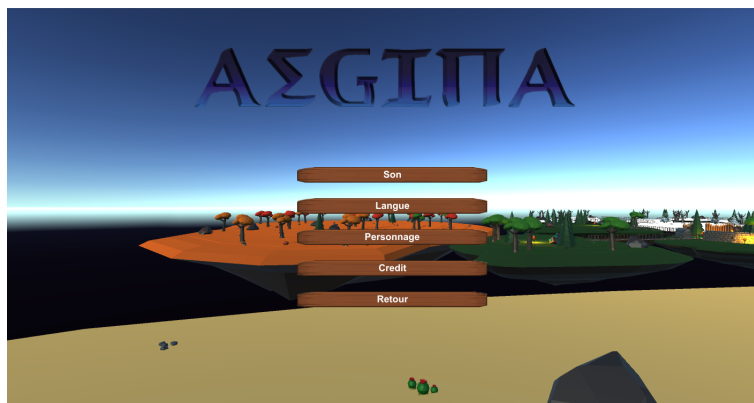 AΣGIΠA
Son
Langue
Personnage
Credit
Retour